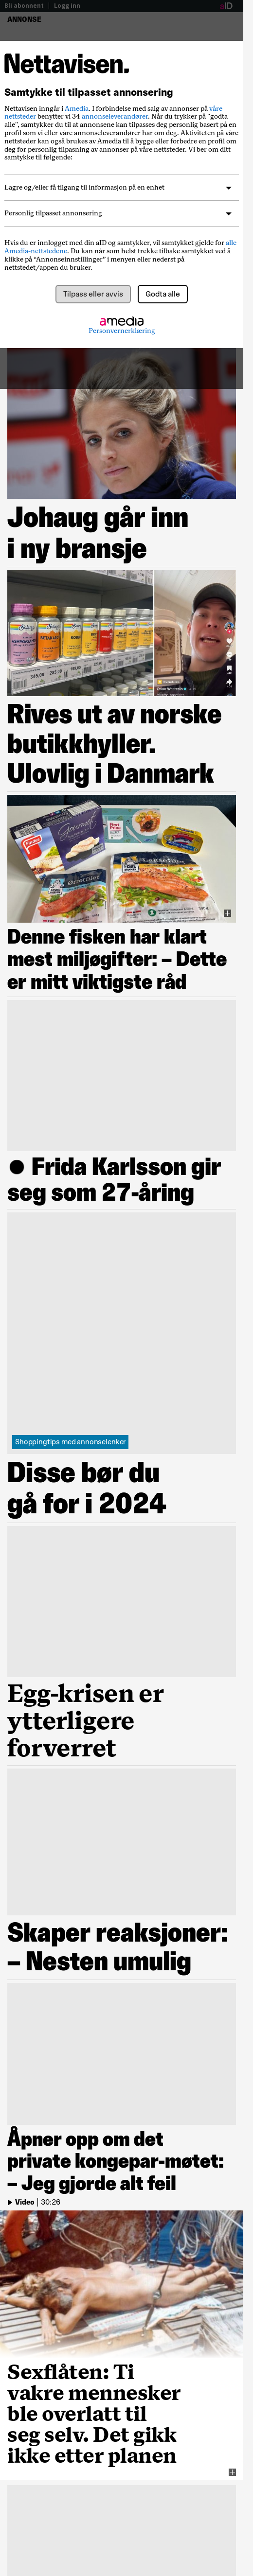 Bli abonnent | Logg inn
aID
ANNONSE
Nettavisen.
Samtykke til tilpasset annonsering
Nettavisen inngår i Amedia. I forbindelse med salg av annonser på våre
nettsteder benytter vi 34 annonseleverandører. Når du trykker på "godta
alle", samtykker du til at annonsene kan tilpasses deg personlig basert på en
profil som vi eller våre annonseleverandører har om deg. Aktiviteten på våre
nettsteder kan også brukes av Amedia til å bygge eller forbedre en profil om
deg for personlig tilpasning av annonser på våre nettsteder. Vi ber om ditt
samtykke til følgende:
Lagre og/eller få tilgang til informasjon på en enhet
Personlig tilpasset annonsering
Hvis du er innlogget med din aID og samtykker, vil samtykket gjelde for alle
Amedia-nettstedene. Du kan når som helst trekke tilbake samtykket ved å
klikke på “Annonseinnstillinger” i menyen eller nederst på
nettstedet/appen du bruker.
Tilpass eller avvis
Godta alle
amedia
Personvernerklæring
Johaug går inn
i ny bransje
Rives ut av norske
butikkhyller.
Ulovlig i Danmark
Denne fisken har klart
mest miljøgifter: – Dette
er mitt viktigste råd
● Frida Karlsson gir
seg som 27-åring
Shoppingtips med annonselenker
Disse bør du
gå for i 2024
Egg-krisen er
ytterligere
forverret
Skaper reaksjoner:
– Nesten umulig
Åpner opp om det
private kongepar-møtet:
– Jeg gjorde alt feil
Video | 30:26
Sexflåten: Ti
vakre mennesker
ble overlatt til
seg selv. Det gikk
ikke etter planen